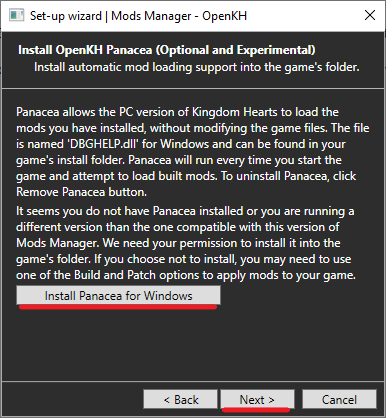 Set-up wizard | Mods Manager - OpenKH
Install OpenKH Panacea (Optional and Experimental)
Install automatic mod loading support into the game's folder.
Panacea allows the PC version of Kingdom Hearts to load the
mods you have installed, without modifying the game files. The file
is named 'DBGHELP.dll' for Windows and can be found in your
game's install folder. Panacea will run every time you start the
game and attempt to load built mods. To uninstall Panacea, click
Remove Panacea button.
It seems you do not have Panacea installed or you are running a
different version than the one compatible with this version of
Mods Manager. We need your permission to install it into the
game's folder. If you choose not to install, you may need to use
one of the Build and Patch options to apply mods to your game.
Install Panacea for Windows
< Back
Next >
Cancel